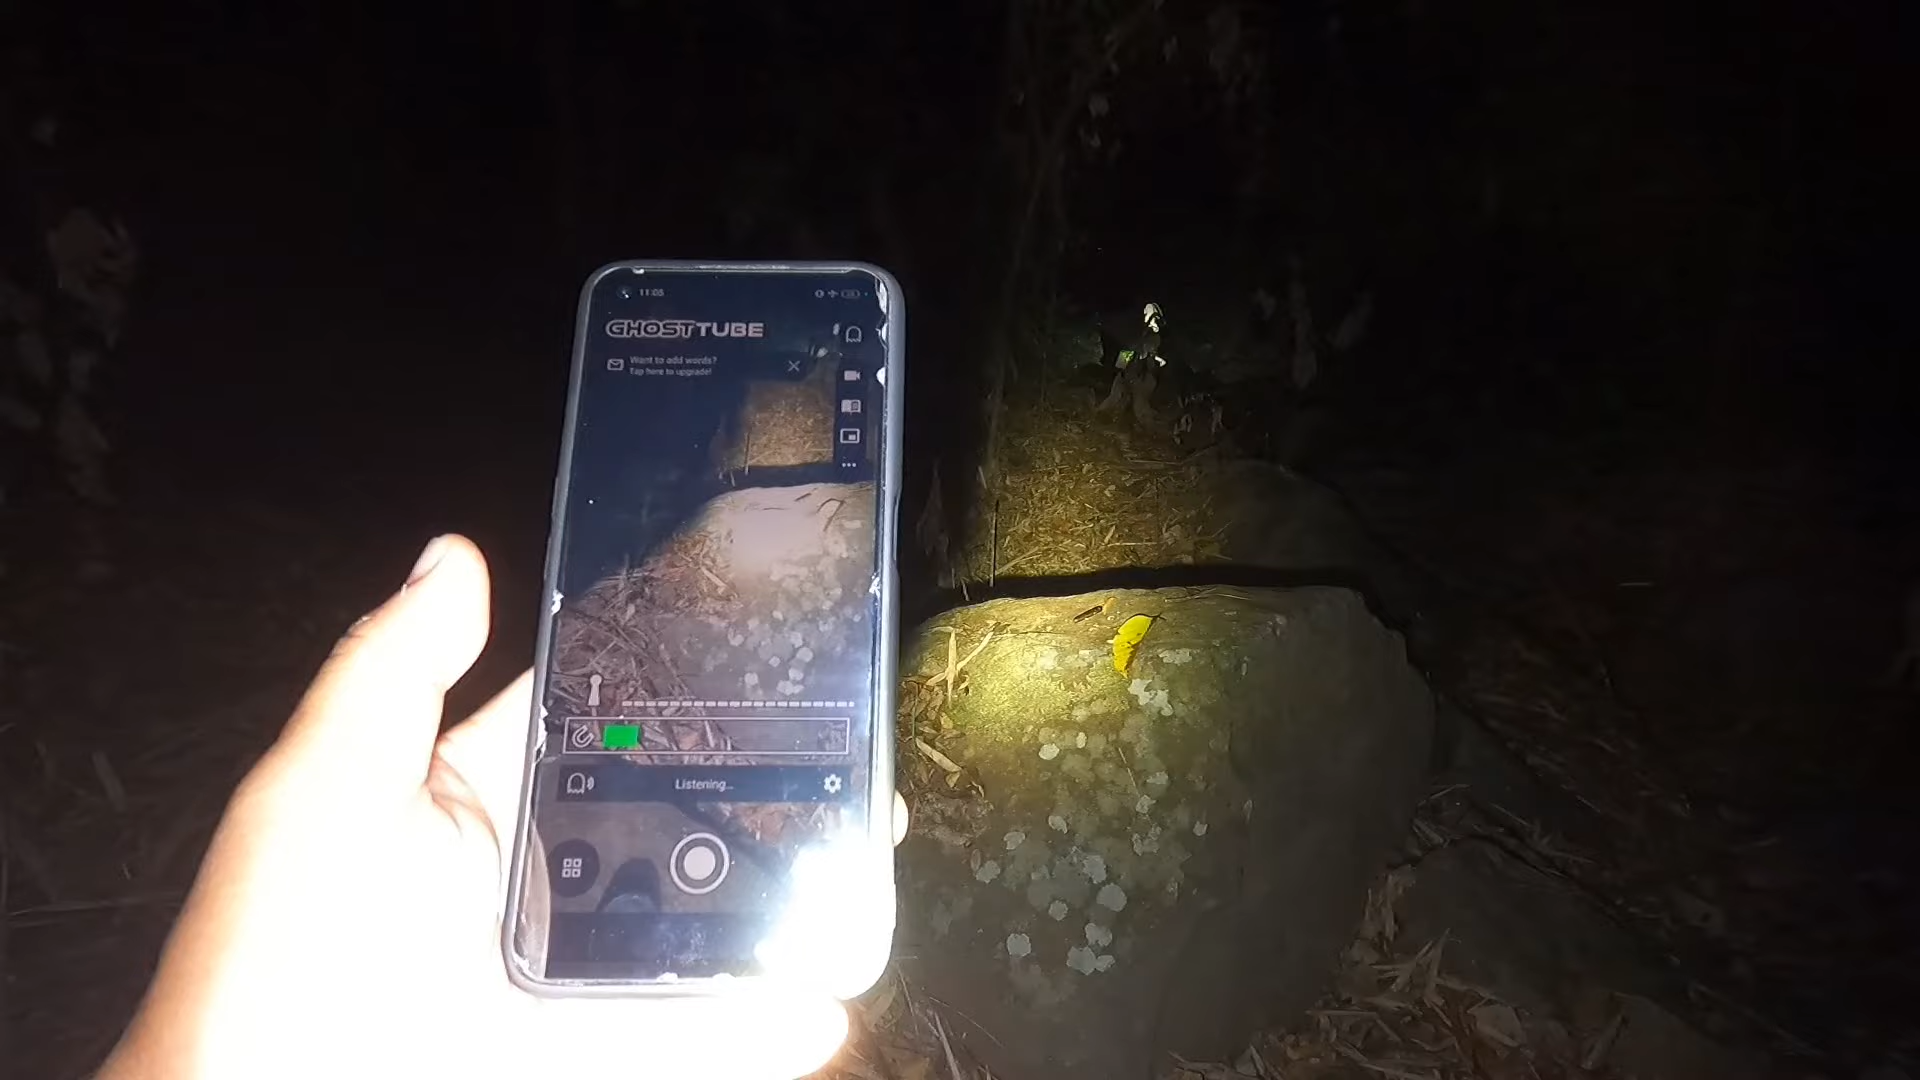 11:05
GHOSTTUBE
Want to add words?
Tap here to upgrade!
Listening...